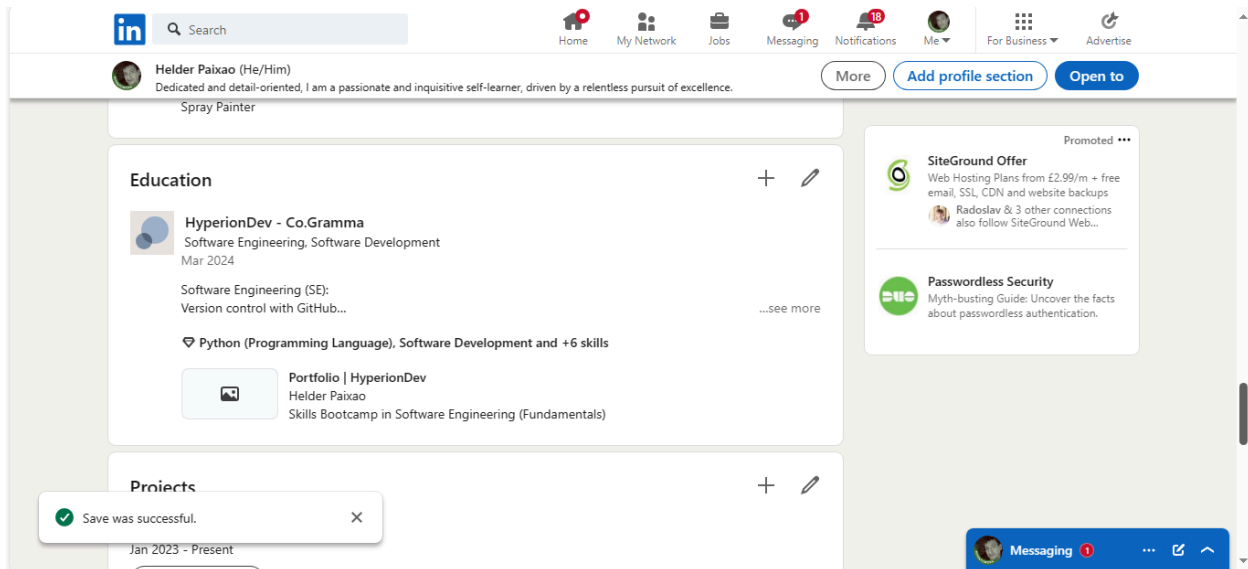 in
Search
Home
My Network
Jobs
1
Messaging
18
Notifications
Me
For Business
Advertise
Helder Paixao (He/Him)
Dedicated and detail-oriented, I am a passionate and inquisitive self-learner, driven by a relentless pursuit of excellence.
More
Add profile section
Open to
Spray Painter
Education
HyperionDev - Co.Gramma
Software Engineering, Software Development
Mar 2024
Software Engineering (SE):
Version control with GitHub...
...see more
Python (Programming Language), Software Development and +6 skills
Portfolio | HyperionDev
Helder Paixao
Skills Bootcamp in Software Engineering (Fundamentals)
Projects
Jan 2023 - Present
Save was successful.
Promoted
SiteGround Offer
Web Hosting Plans from £2.99/m + free
email, SSL, CDN and website backups
Radoslav & 3 other connections
also follow SiteGround Web...
Passwordless Security
Myth-busting Guide: Uncover the facts
about passwordless authentication.
Messaging 1